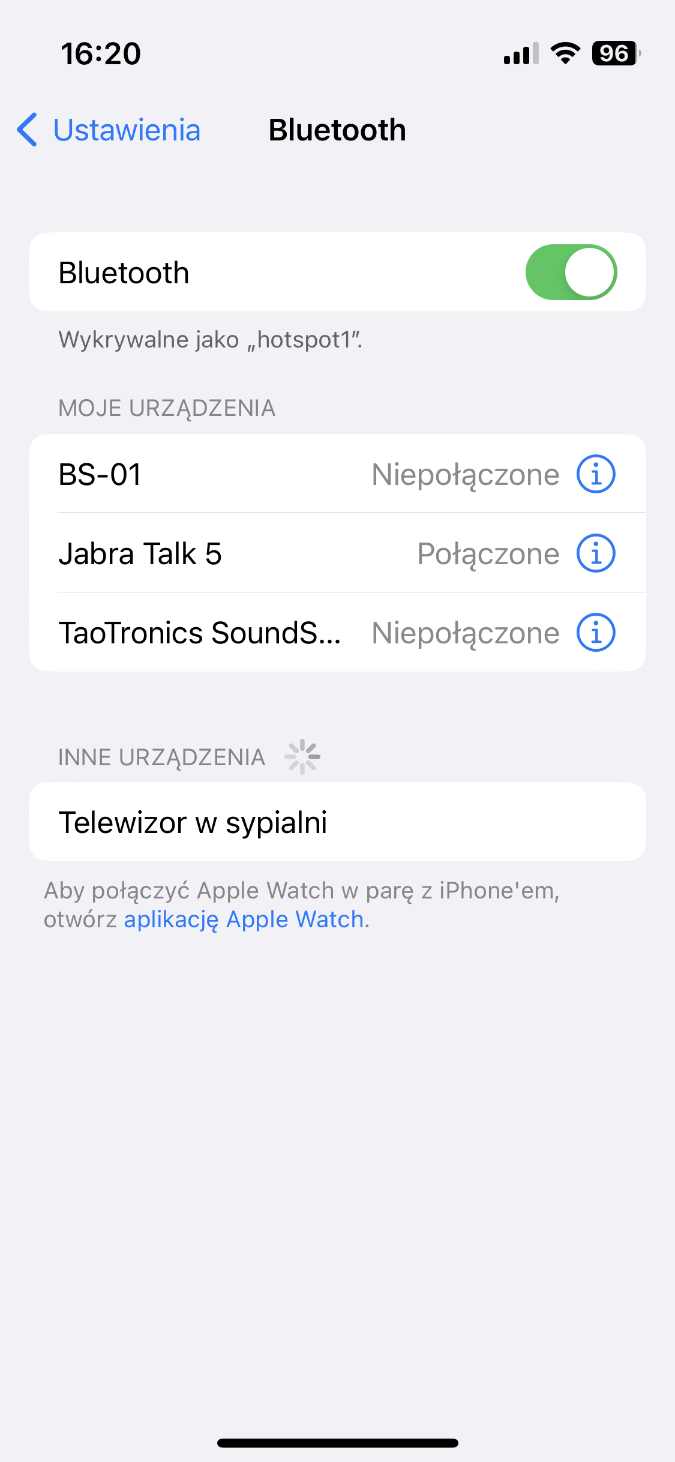 16:20
96
Ustawienia
Bluetooth
Bluetooth
Wykrywalne jako „hotspot1”.
MOJE URZĄDZENIA
BS-01 Niepołączone
Jabra Talk 5 Połączone
TaoTronics SoundS... Niepołączone
INNE URZĄDZENIA
Telewizor w sypialni
Aby połączyć Apple Watch w parę z iPhone'em,
otwórz aplikację Apple Watch.